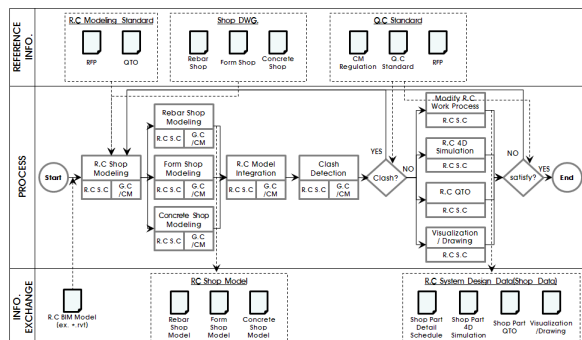 REFERENCE
INFO.
R.C Modeling Standard
RFP
QTO
Shop DWG.
Rebar
Shop
Form Shop
Concrete
Shop
Q.C Standard
CM
Regulation
Q.C
Standard
RFP
PROCESS
Start
R.C Shop
Modeling
R.C S.C
G.C
/CM
Rebar Shop
Modeling
R.C S.C
G.C
/CM
Form Shop
Modeling
R.C S.C
G.C
/CM
Concrete Shop
Modeling
R.C S.C
G.C
/CM
R.C Model
Integration
R.C S.C
G.C
/CM
Clash
Detection
R.C S.C
G.C
/CM
YES
Clash?
NO
Modify R.C
Work Process
R.C S.C
R.C 4D
Simulation
R.C S.C
R.C QTO
R.C S.C
Visualization
/ Drawing
R.C S.C
NO
satisfy?
YES
End
INFO.
EXCHANGE
R.C BIM Model
(ex. *.rvt)
RC Shop Model
Rebar
Shop Model
Form
Shop Model
Concrete
Shop Model
R.C System Design Data(Shop Data)
Shop Part
Detail
Schedule
Shop Part
4D
Simulation
Shop Part
QTO
Visualization
/Drawing